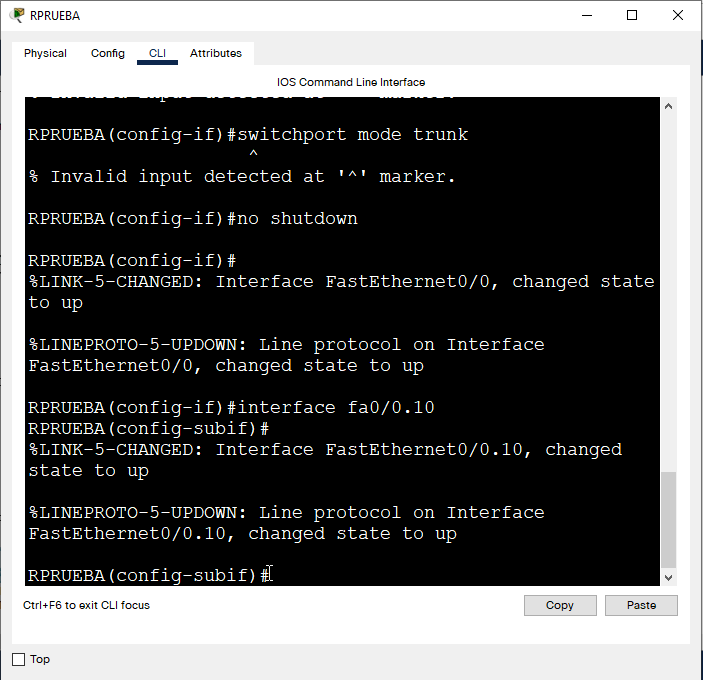 RPRUEBA
Physical Config CLI Attributes
IOS Command Line Interface
RPRUEBA(config-if)#switchport mode trunk
^
% Invalid input detected at '^' marker.
RPRUEBA(config-if)#no shutdown
RPRUEBA(config-if)#
%LINK-5-CHANGED: Interface FastEthernet0/0, changed state
to up
%LINEPROTO-5-UPDOWN: Line protocol on Interface
FastEthernet0/0, changed state to up
RPRUEBA(config-if)#interface fa0/0.10
RPRUEBA(config-subif)#
%LINK-5-CHANGED: Interface FastEthernet0/0.10, changed
state to up
%LINEPROTO-5-UPDOWN: Line protocol on Interface
FastEthernet0/0.10, changed state to up
RPRUEBA(config-subif)#
Ctrl+F6 to exit CLI focus
Copy Paste
Top